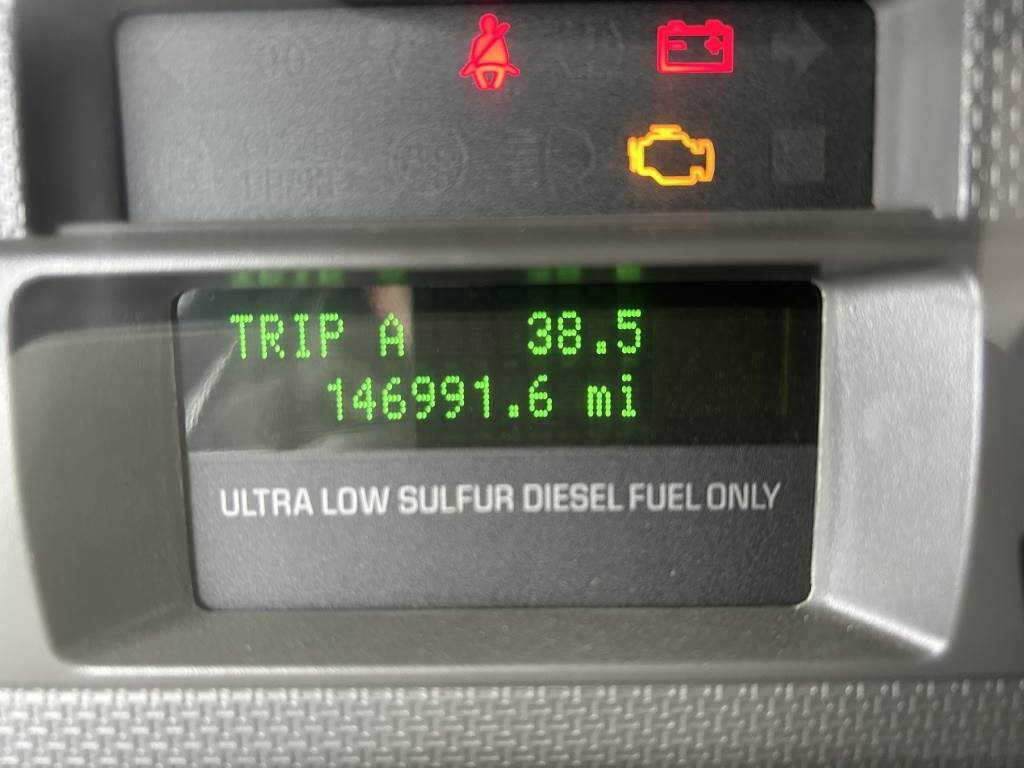 TRIP A 38.5
146991.6 mi
ULTRA LOW SULFUR DIESEL FUEL ONLY